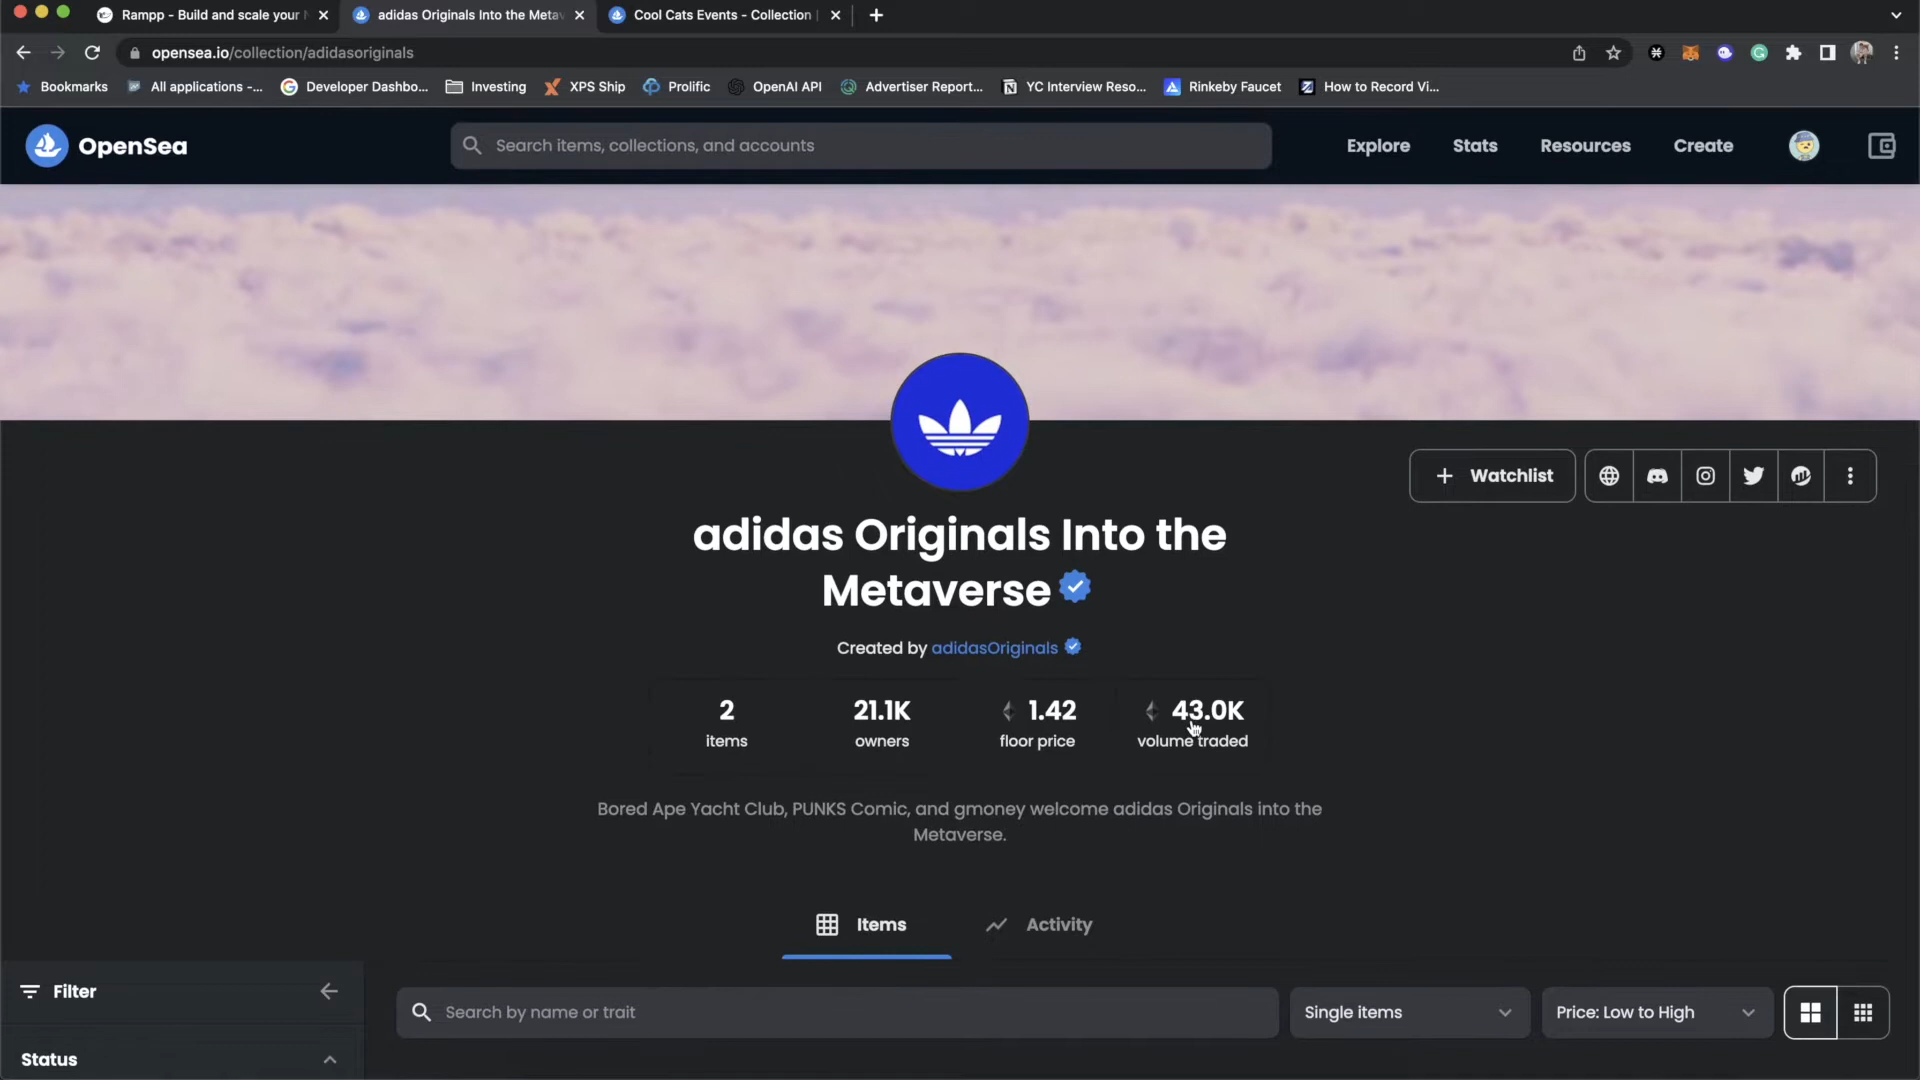 Rampp - Build and scale your
adidas Originals Into the Metav
Cool Cats Events - Collection
opensea.io/collection/adidasoriginals
Bookmarks
All applications -...
Developer Dashbo...
Investing
XPS Ship
Prolific
OpenAI API
Advertiser Report...
YC Interview Reso...
Rinkeby Faucet
How to Record Vi...
OpenSea
Search items, collections, and accounts
Explore
Stats
Resources
Create
Watchlist
adidas Originals Into the
Metaverse
Created by adidasOriginals
2
21.1K
1.42
43.0K
items
owners
floor price
volume traded
Bored Ape Yacht Club, PUNKS Comic, and gmoney welcome adidas Originals into the
Metaverse.
Items
Activity
Filter
Search by name or trait
Single items
Price: Low to High
Status